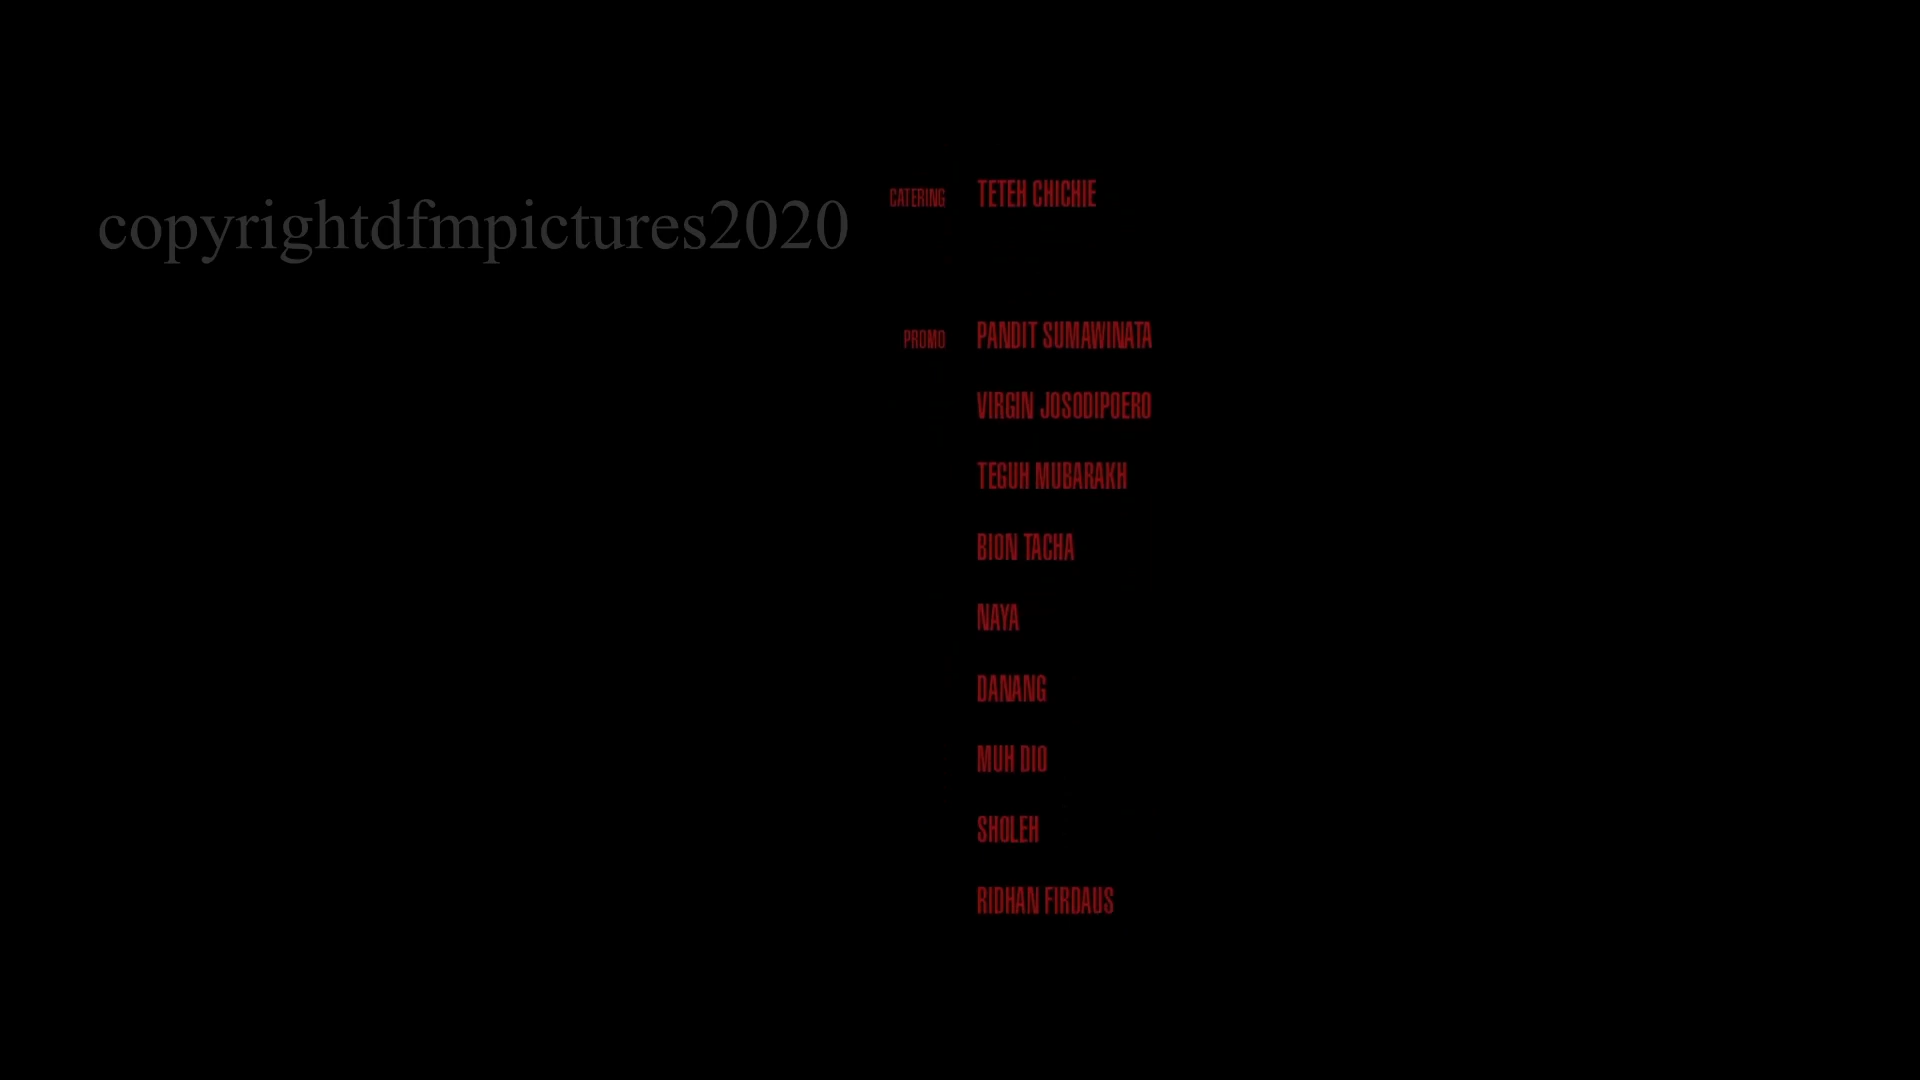 CATERING TETEH CHICHIE
copyrightdfmpictures2020
PROMO PANDIT SUMAWINATA
VIRGIN JOSODIPOERO
TEGUH MUBARAKH
BION TACHA
NAYA
DANANG
MUH DIO
SHOLEH
RIDHAN FIRDAUS